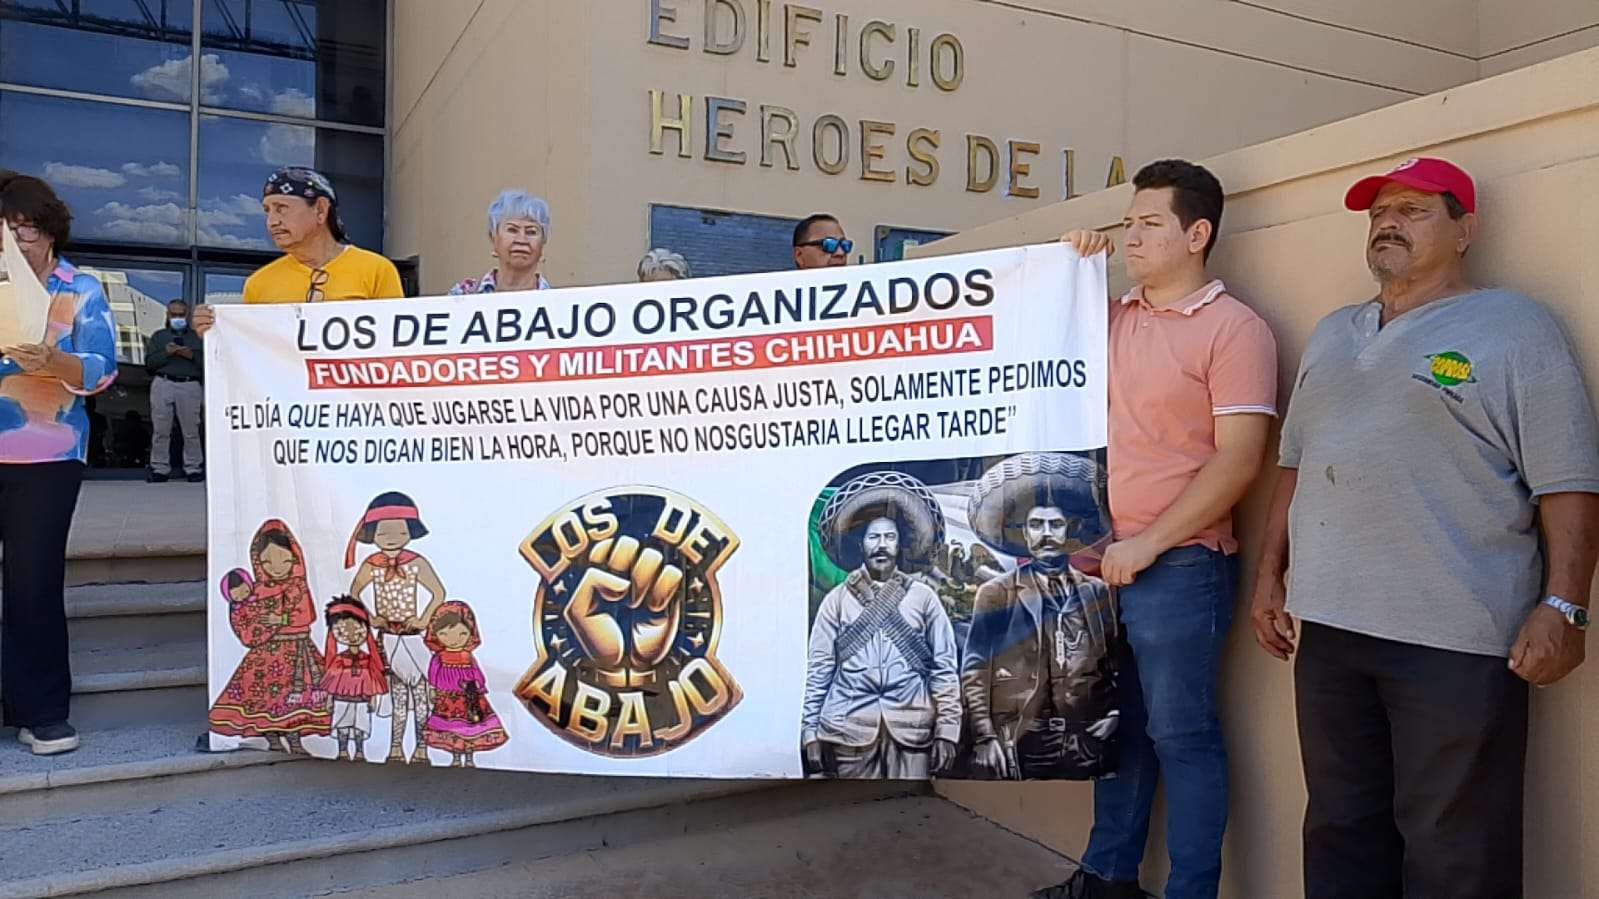 EDIFICIO
HEROES DE LA
LOS DE ABAJO ORGANIZADOS
FUNDADORES Y MILITANTES CHIHUAHUA
"EL DÍA QUE HAYA QUE JUGARSE LA VIDA POR UNA CAUSA JUSTA, SOLAMENTE PEDIMOS
QUE NOS DIGAN BIEN LA HORA, PORQUE NO NOSGUSTARIA LLEGAR TARDE"
LOS DE
ABAJO